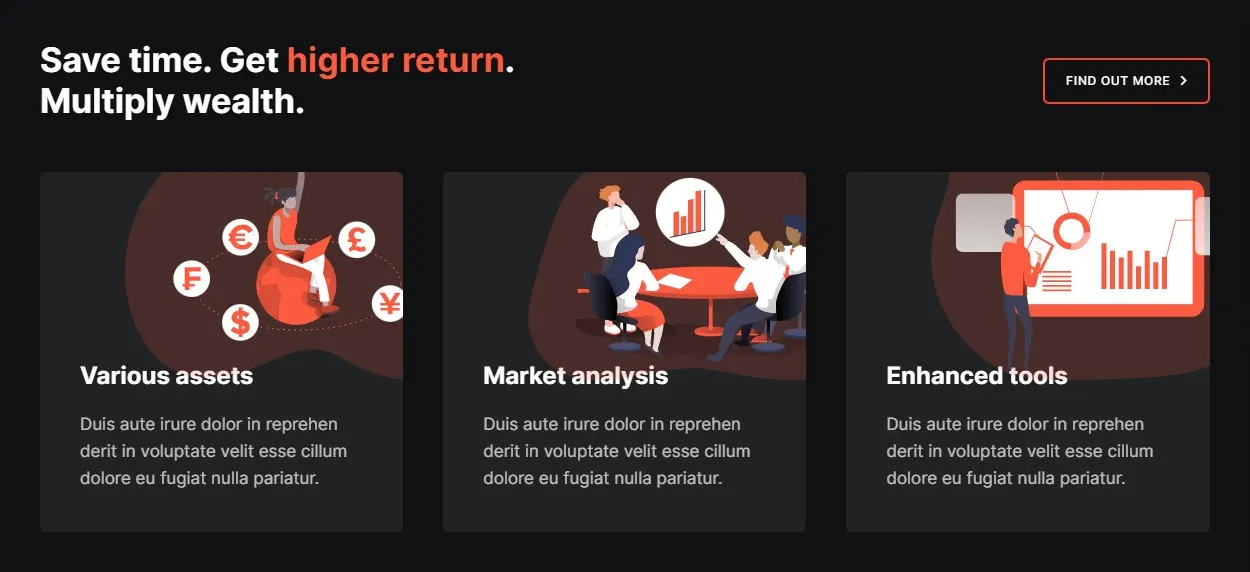 Save time. Get higher return.
Multiply wealth.
FIND OUT MORE
€
£
₣
$
¥
Various assets
Duis aute irure dolor in reprehen
derit in voluptate velit esse cillum
dolore eu fugiat nulla pariatur.
Market analysis
Duis aute irure dolor in reprehen
derit in voluptate velit esse cillum
dolore eu fugiat nulla pariatur.
Enhanced tools
Duis aute irure dolor in reprehen
derit in voluptate velit esse cillum
dolore eu fugiat nulla pariatur.